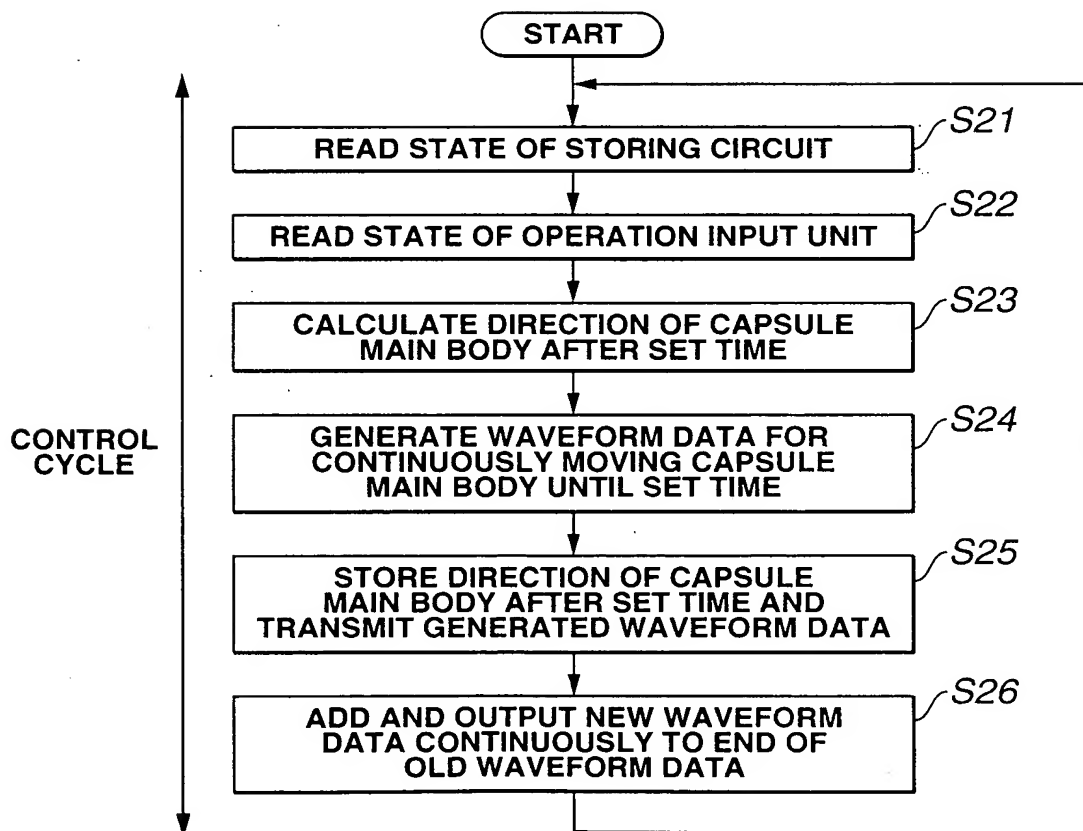 START
S21
READ STATE OF STORING CIRCUIT
S22
READ STATE OF OPERATION INPUT UNIT
S23
CALCULATE DIRECTION OF CAPSULE
MAIN BODY AFTER SET TIME
CONTROL
CYCLE
S24
GENERATE WAVEFORM DATA FOR
CONTINUOUSLY MOVING CAPSULE
MAIN BODY UNTIL SET TIME
S25
STORE DIRECTION OF CAPSULE
MAIN BODY AFTER SET TIME AND
TRANSMIT GENERATED WAVEFORM DATA
S26
ADD AND OUTPUT NEW WAVEFORM
DATA CONTINUOUSLY TO END OF
OLD WAVEFORM DATA